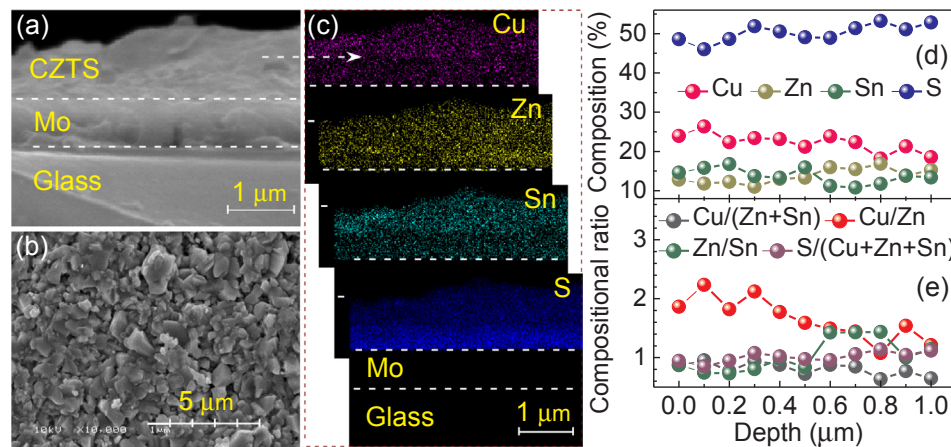 (a)
CZTS
Mo
Glass
1 μm
(b)
5 μm
10kV X10,000 1μm
(c)
Cu
Zn
Sn
S
Mo
Glass
1 μm
Composition (%)
50
40
30
20
10
(d)
Cu Zn Sn S
Compositional ratio
3
2
1
Cu/(Zn+Sn) Cu/Zn
Zn/Sn S/(Cu+Zn+Sn)
(e)
0.0 0.2 0.4 0.6 0.8 1.0
Depth (μm)